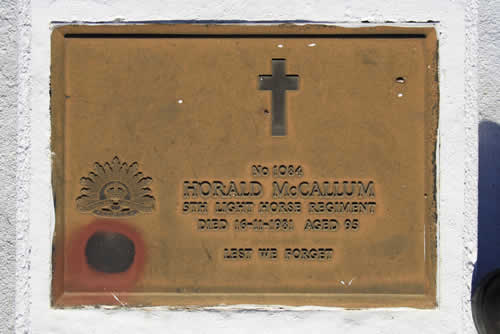 No 1084
HORALD McCALLUM
5TH LIGHT HORSE REGIMENT
DIED 16-11-1981 AGED 95
LEST WE FORGET